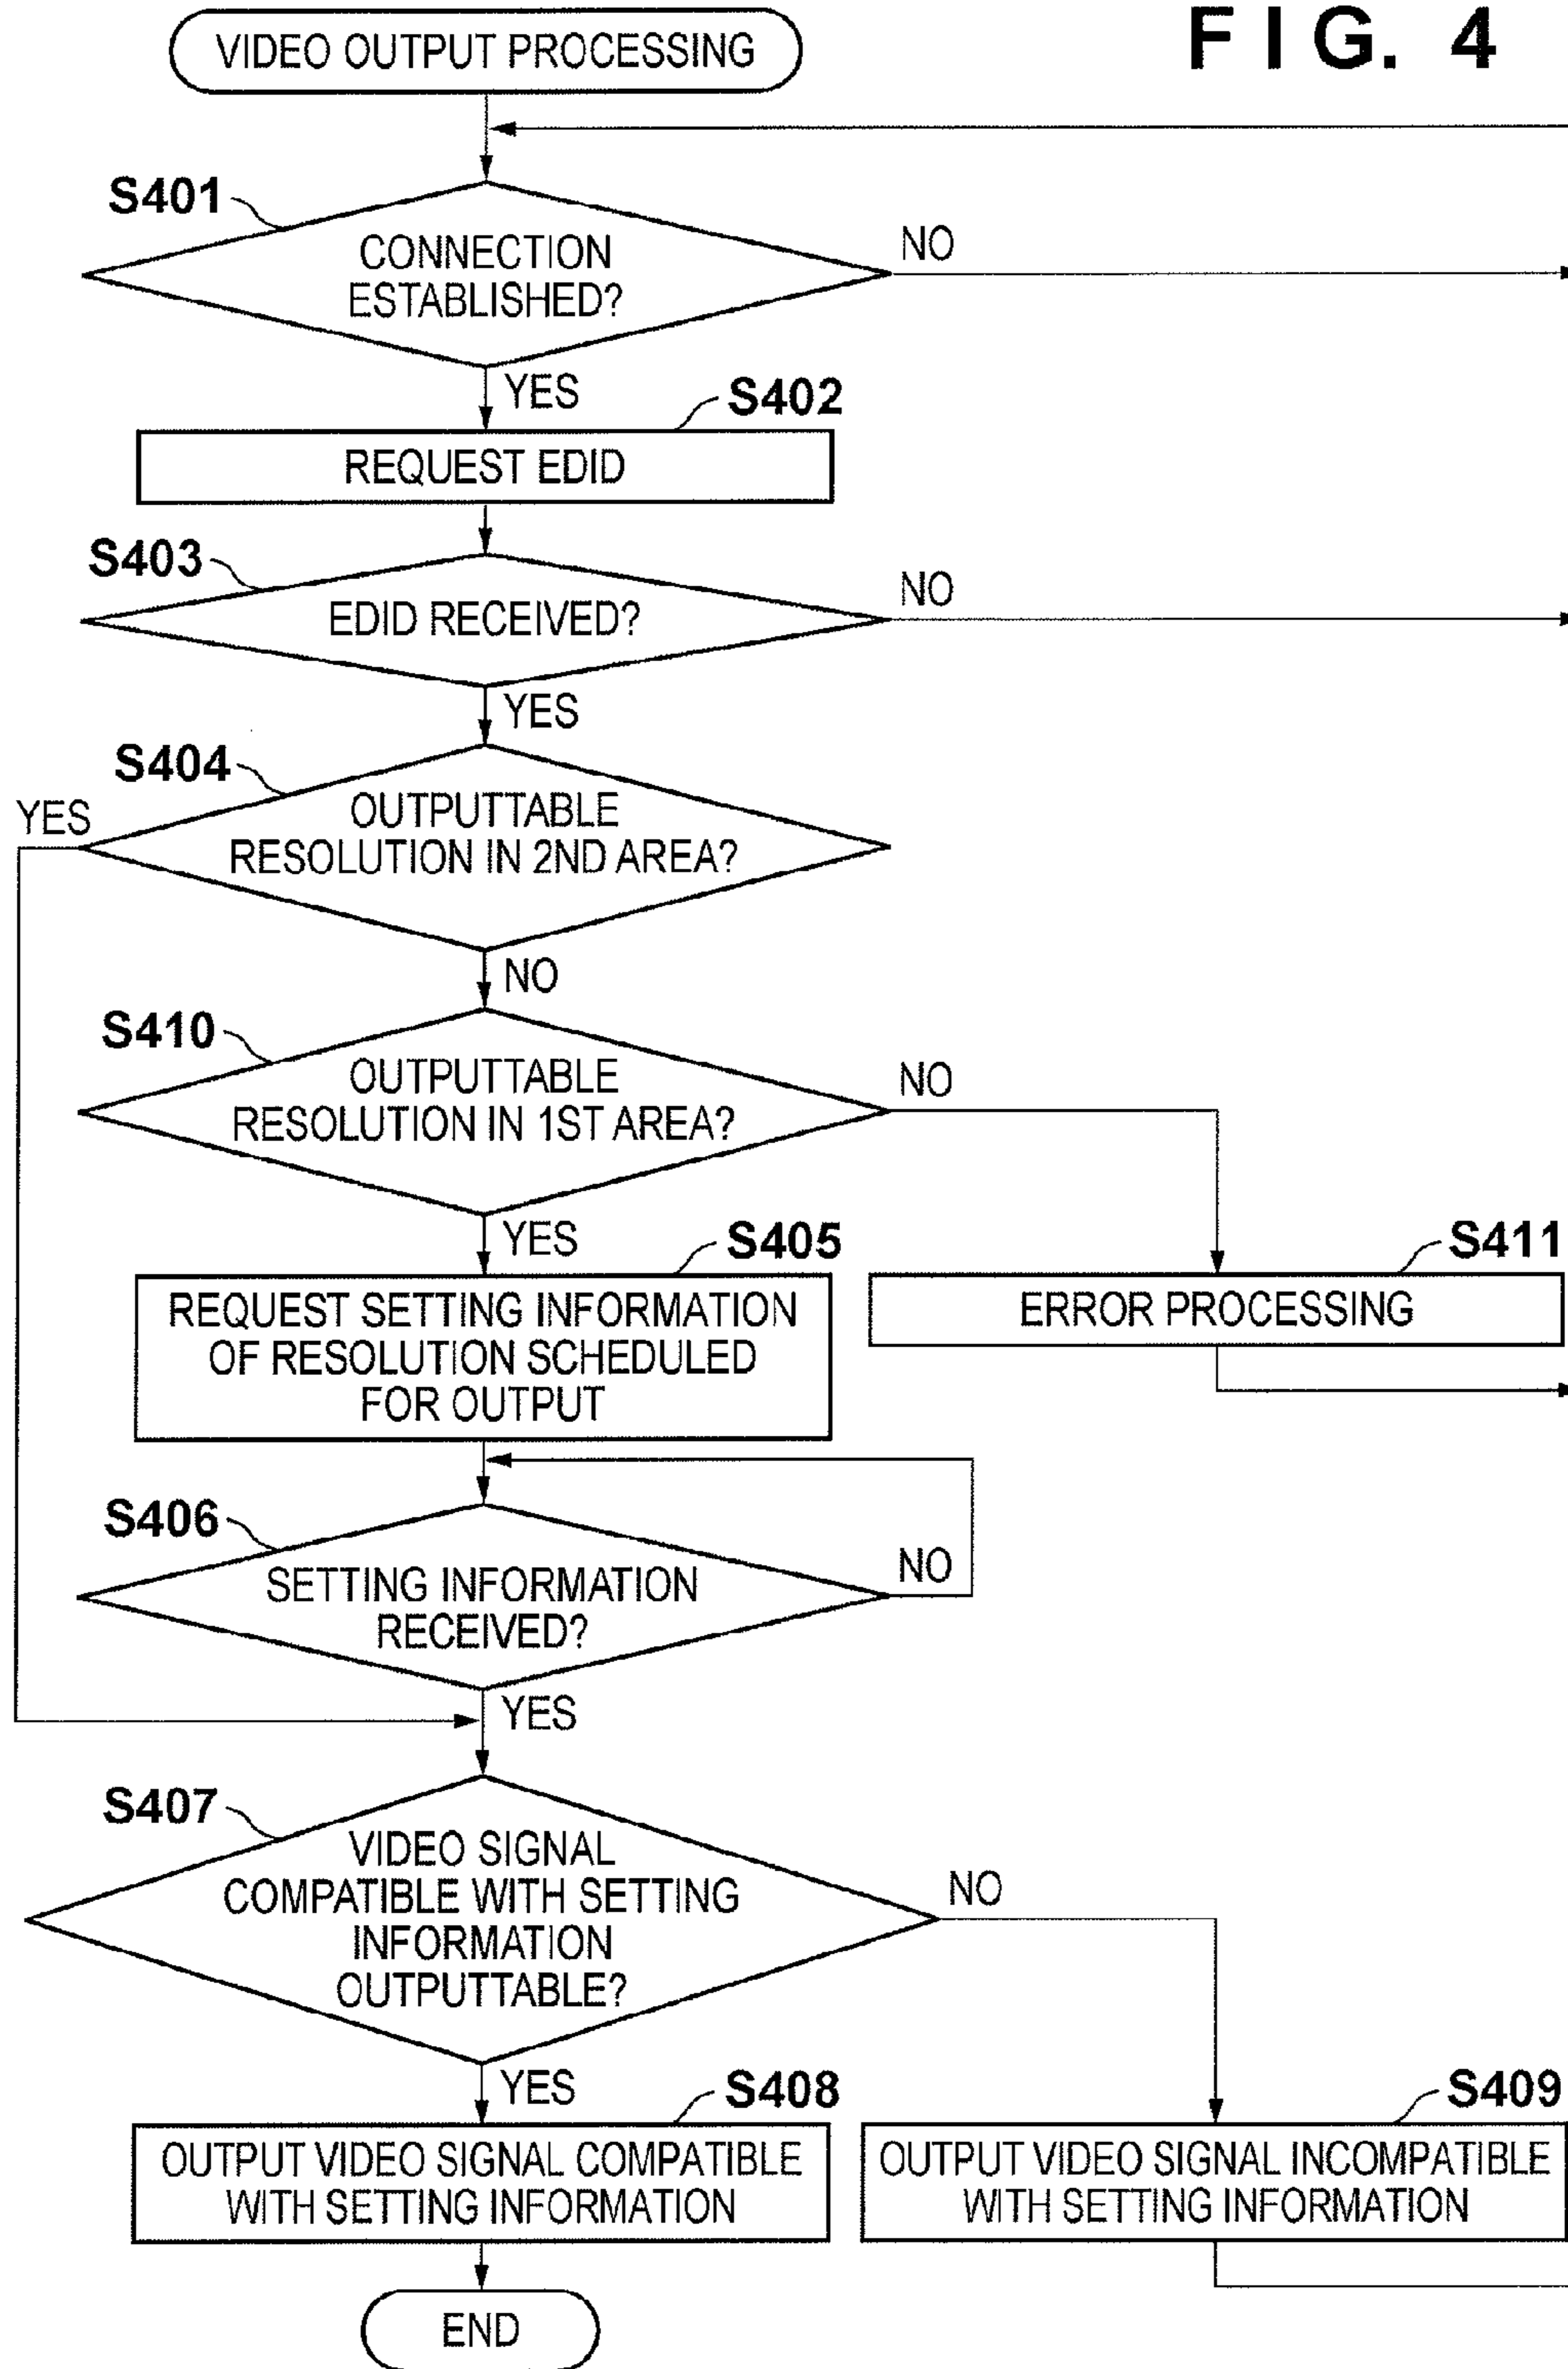 FIG. 4
VIDEO OUTPUT PROCESSING
S401
CONNECTION
ESTABLISHED?
NO
YES
S402
REQUEST EDID
S403
EDID RECEIVED?
NO
YES
S404
OUTPUTTABLE
RESOLUTION IN 2ND AREA?
YES
NO
S410
OUTPUTTABLE
RESOLUTION IN 1ST AREA?
NO
YES
S405
REQUEST SETTING INFORMATION
OF RESOLUTION SCHEDULED
FOR OUTPUT
S411
ERROR PROCESSING
S406
SETTING INFORMATION
RECEIVED?
NO
YES
S407
VIDEO SIGNAL
COMPATIBLE WITH SETTING
INFORMATION
OUTPUTTABLE?
NO
YES
S408
OUTPUT VIDEO SIGNAL COMPATIBLE
WITH SETTING INFORMATION
S409
OUTPUT VIDEO SIGNAL INCOMPATIBLE
WITH SETTING INFORMATION
END